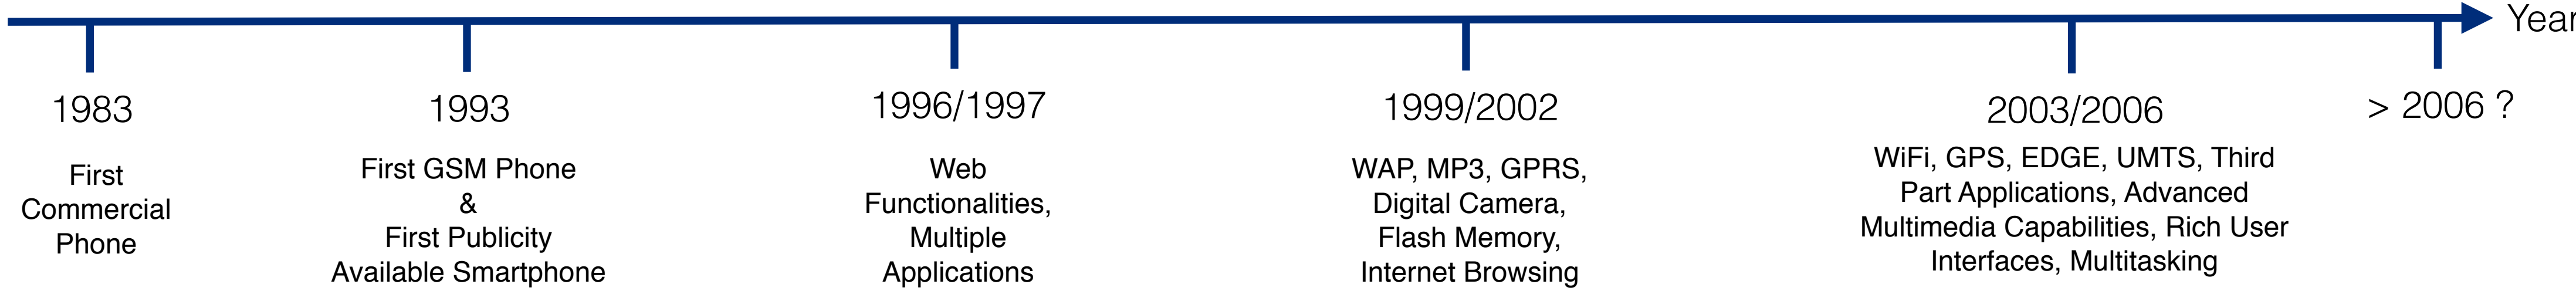 Year
1983
First
Commercial
Phone
1993
First GSM Phone
&
First Publicity
Available Smartphone
1996/1997
Web
Functionalities,
Multiple
Applications
1999/2002
WAP, MP3, GPRS,
Digital Camera,
Flash Memory,
Internet Browsing
2003/2006
WiFi, GPS, EDGE, UMTS, Third
Part Applications, Advanced
Multimedia Capabilities, Rich User
Interfaces, Multitasking
> 2006 ?